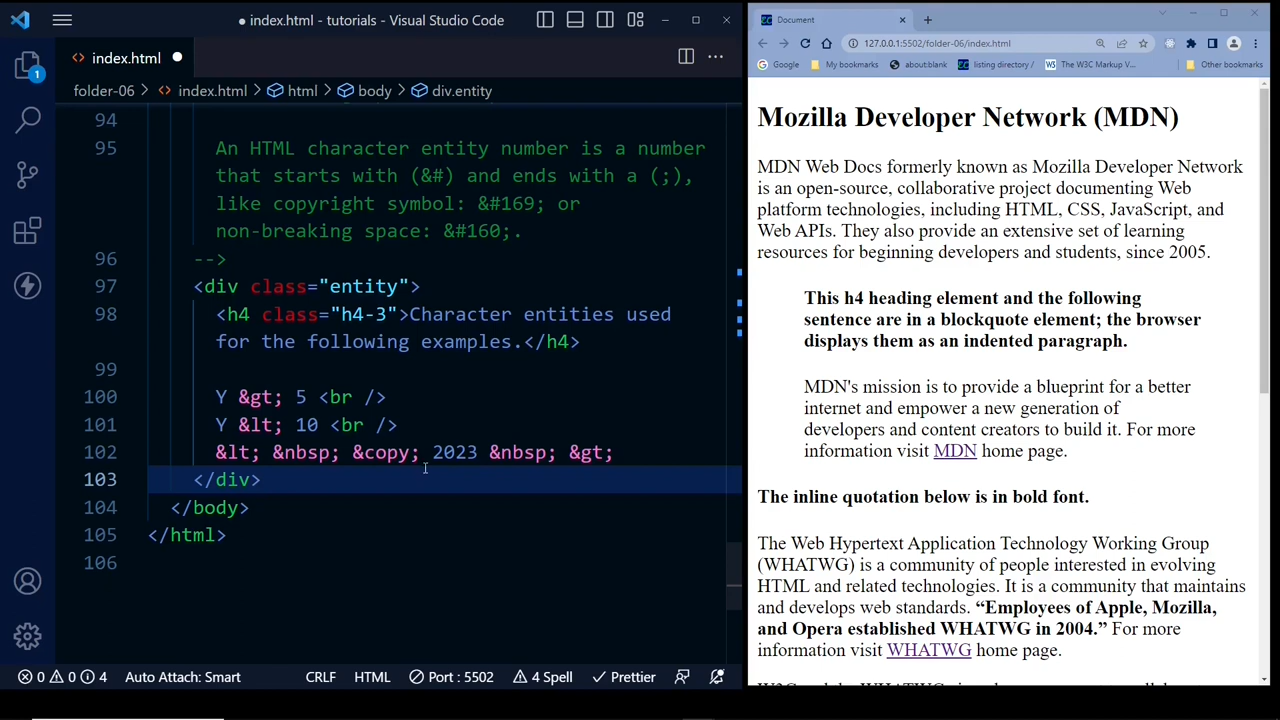 index.html - tutorials - Visual Studio Code
index.html
folder-06 > index.html > html > body > div.entity
1
94
95 An HTML character entity number is a number
that starts with (&#) and ends with a (;),
like copyright symbol: &#169; or
non-breaking space: &#160;.
96 -->
97 <div class="entity">
98 <h4 class="h4-3">Character entities used
for the following examples.</h4>
99
100 Y &gt; 5 <br />
101 Y &lt; 10 <br />
102 &lt; &nbsp; &copy; 2023 &nbsp; &gt;
103 </div>
104 </body>
105 </html>
106
0 0 4 Auto Attach: Smart CRLF HTML Port : 5502 4 Spell Prettier
Document
127.0.0.1:5502/folder-06/index.html
Google My bookmarks about:blank listing directory / The W3C Markup V... Other bookmarks
Mozilla Developer Network (MDN)
MDN Web Docs formerly known as Mozilla Developer Network
is an open-source, collaborative project documenting Web
platform technologies, including HTML, CSS, JavaScript, and
Web APIs. They also provide an extensive set of learning
resources for beginning developers and students, since 2005.
This h4 heading element and the following
sentence are in a blockquote element; the browser
displays them as an indented paragraph.
MDN's mission is to provide a blueprint for a better
internet and empower a new generation of
developers and content creators to build it. For more
information visit MDN home page.
The inline quotation below is in bold font.
The Web Hypertext Application Technology Working Group
(WHATWG) is a community of people interested in evolving
HTML and related technologies. It is a community that maintains
and develops web standards. “Employees of Apple, Mozilla,
and Opera established WHATWG in 2004.” For more
information visit WHATWG home page.